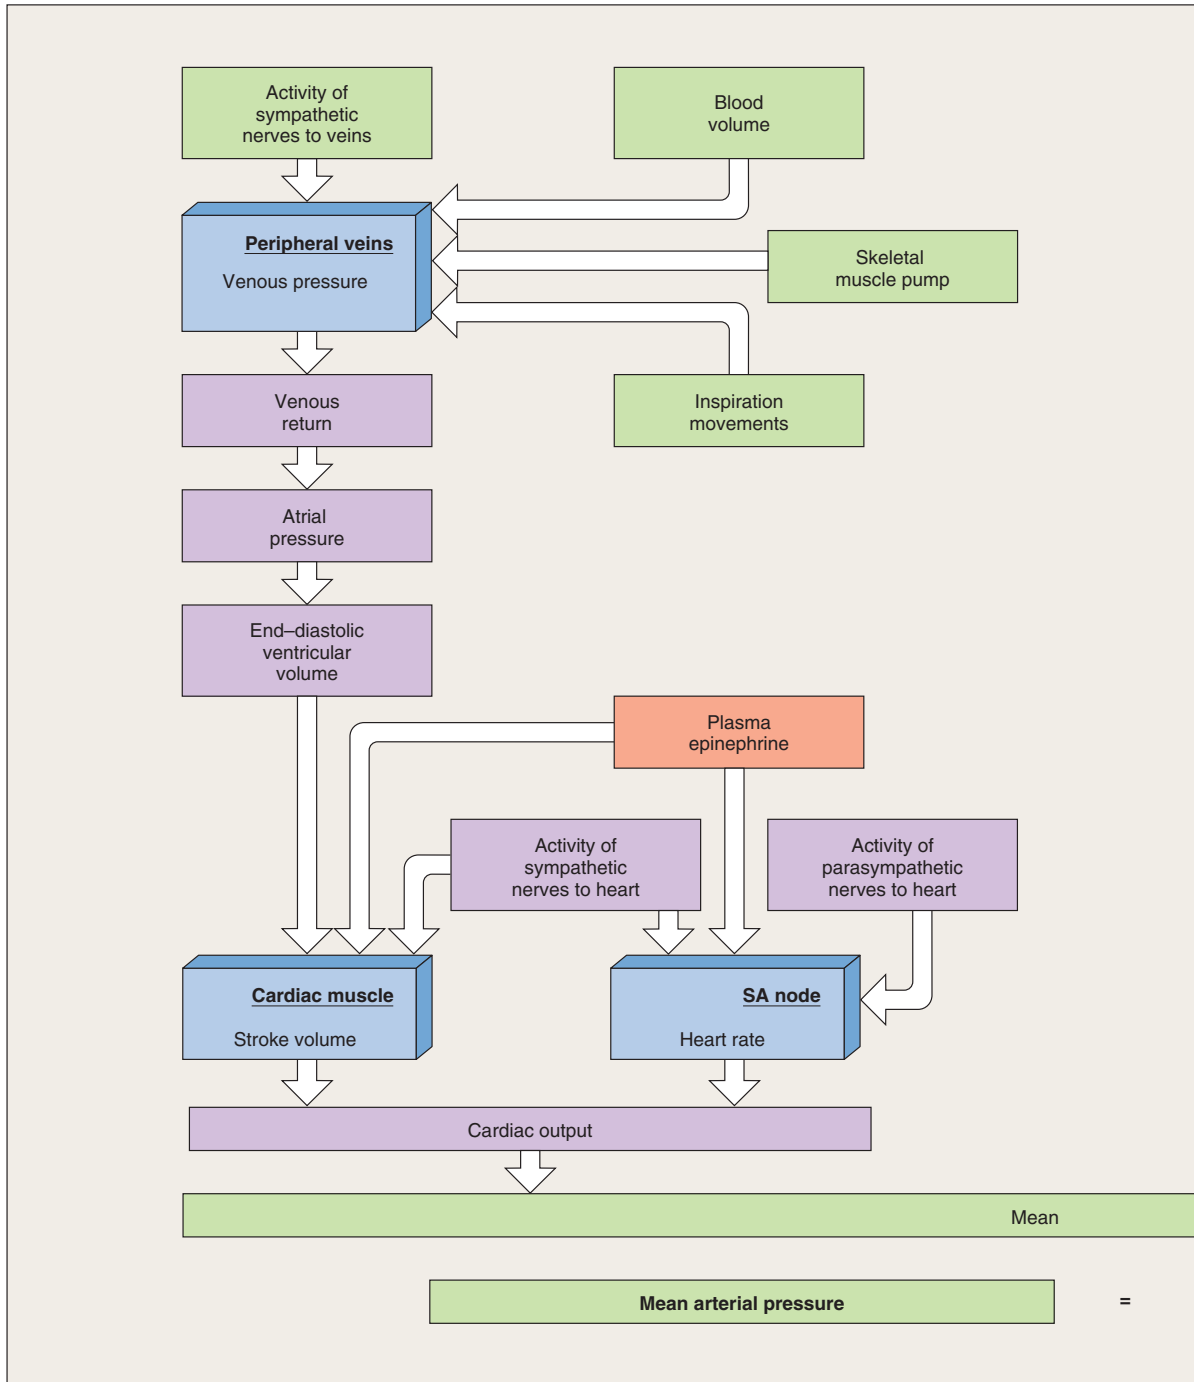 Activity of
sympathetic
nerves to veins
Blood
volume
Peripheral veins
Venous pressure
Skeletal
muscle pump
Venous
return
Inspiration
movements
Atrial
pressure
End–diastolic
ventricular
volume
Plasma
epinephrine
Activity of
sympathetic
nerves to heart
Activity of
parasympathetic
nerves to heart
Cardiac muscle
Stroke volume
SA node
Heart rate
Cardiac output
Mean
Mean arterial pressure
=